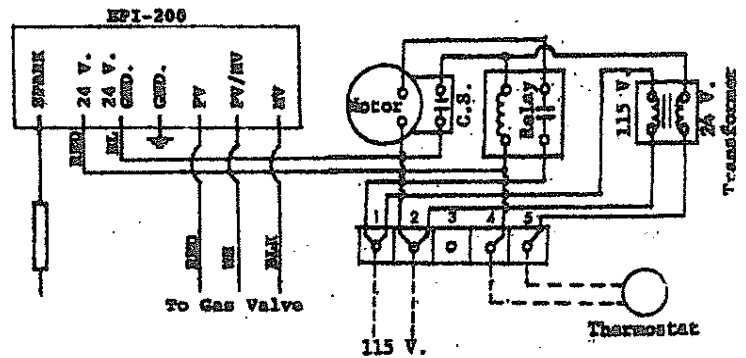 EFI-200
SPARK
24 V.
24 V. GND.
GND.
PV
PV/MV
MV
RED
BL
RED
WH
BLK
To Gas Valve
Motor
C.S.
Relay
115 V.
24 V.
Transformer
1 2 3 4 5
115 V.
Thermostat